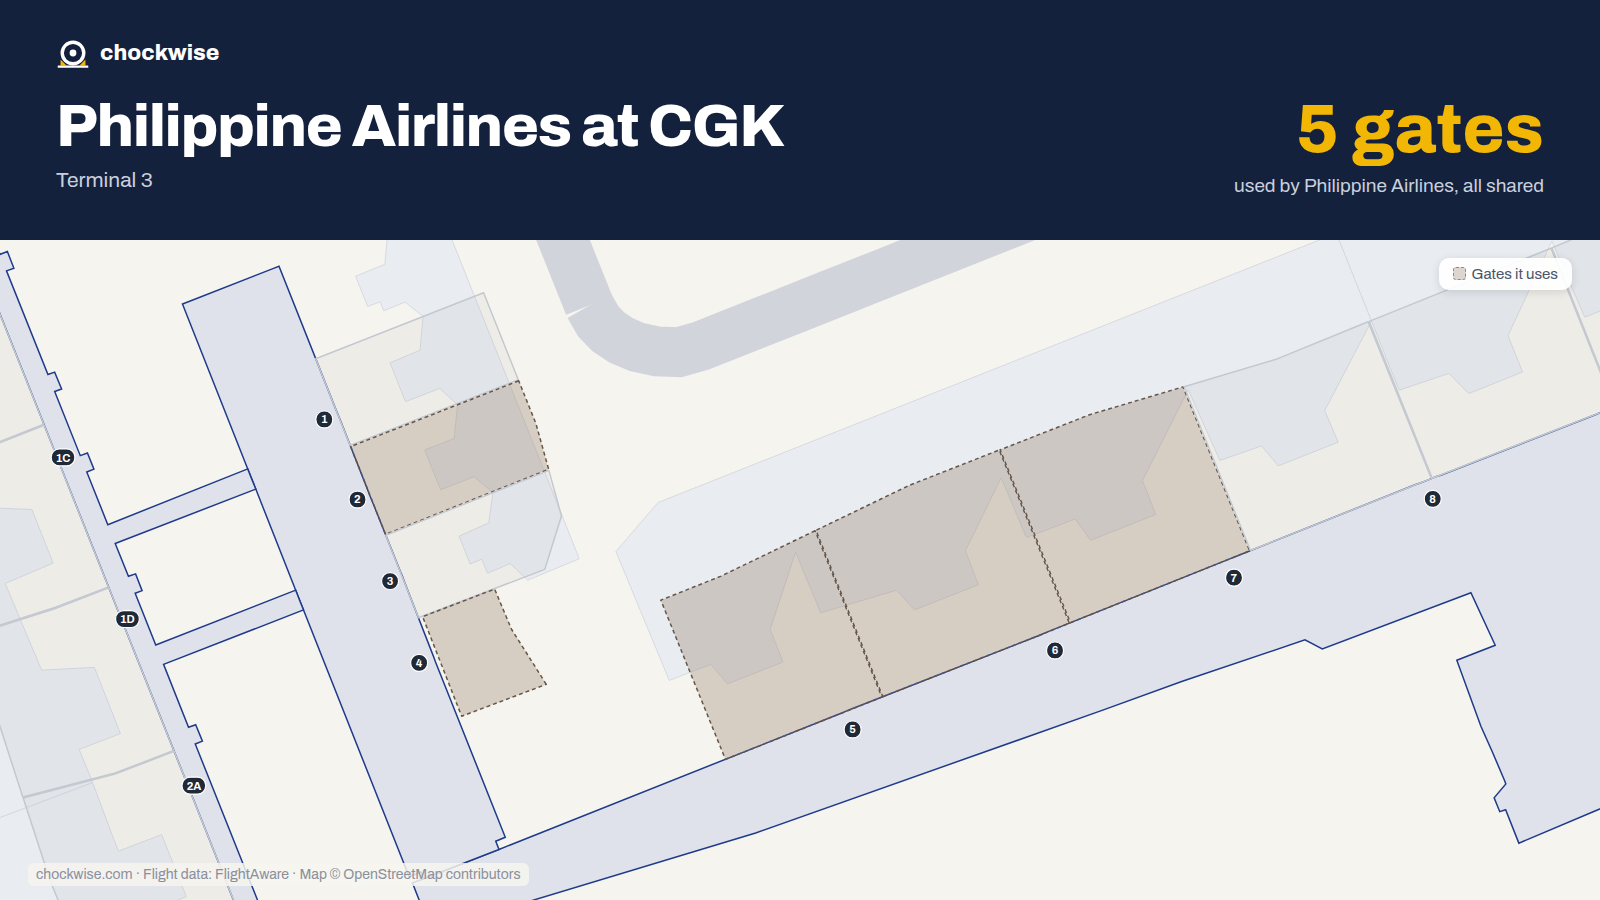 chockwise
Philippine Airlines at CGK
Terminal 3
5 gates
used by Philippine Airlines, all shared
Gates it uses
1
1C
2
8
3
7
1D
6
4
5
2A
chockwise.com · Flight data: FlightAware · Map © OpenStreetMap contributors